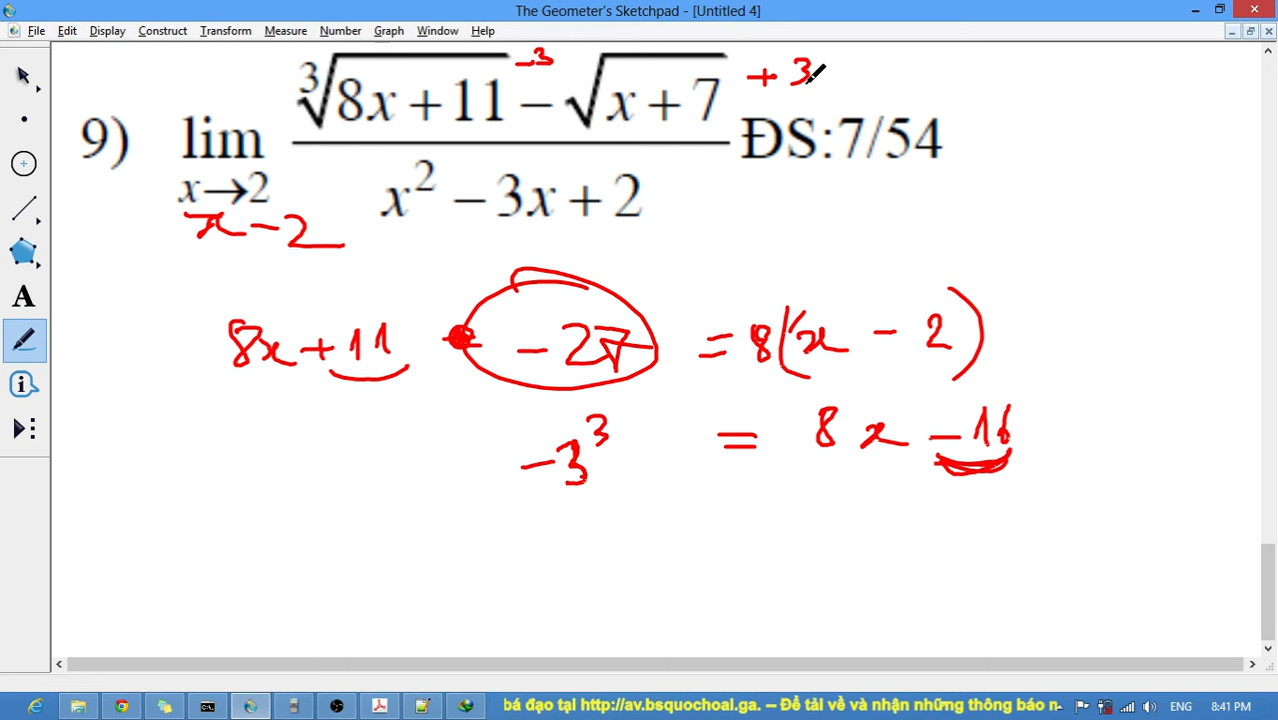 The Geometer's Sketchpad - [Untitled 4]
File Edit Display Construct Transform Measure Number Graph Window Help
9) lim x→2 (∛(8x+11) − √(x+7)) / (x² − 3x + 2) ĐS:7/54
−3 +3
x − 2
8x+11 − 27 = 8(x − 2)
−3³ = 8x −16
A
bá đạo tại http://av.bsquochoai.ga. -- Để tải về và nhận những thông báo n
ENG 8:41 PM